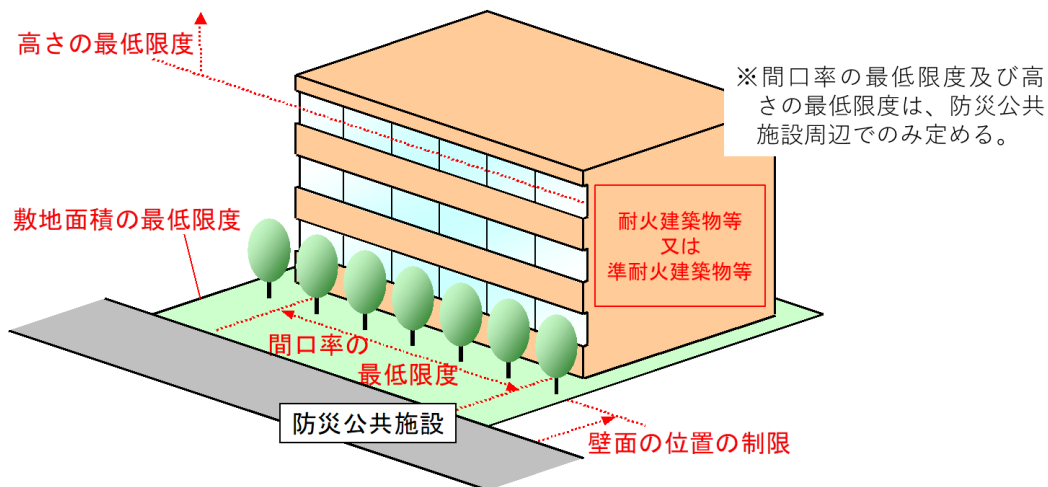 高さの最低限度
※間口率の最低限度及び高
さの最低限度は、防災公共
施設周辺でのみ定める。
敷地面積の最低限度
耐火建築物等
又は
準耐火建築物等
間口率の
最低限度
防災公共施設
壁面の位置の制限